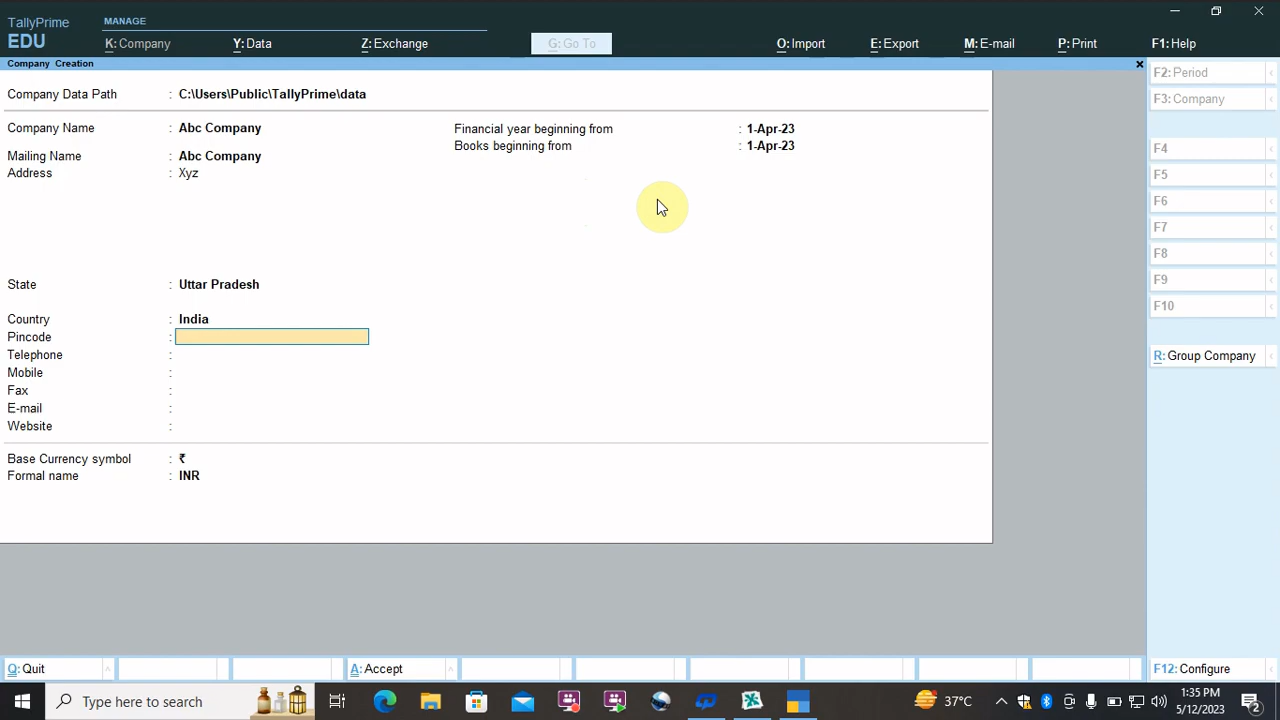 TallyPrime
EDU
MANAGE
K: Company
Y: Data
Z: Exchange
G: Go To
O: Import
E: Export
M: E-mail
P: Print
F1: Help
Company Creation
Company Data Path : C:\Users\Public\TallyPrime\data
Company Name : Abc Company
Financial year beginning from : 1-Apr-23
Books beginning from : 1-Apr-23
Mailing Name : Abc Company
Address : Xyz
State : Uttar Pradesh
Country : India
Pincode :
Telephone :
Mobile :
Fax :
E-mail :
Website :
Base Currency symbol : ₹
Formal name : INR
F2: Period
F3: Company
F4
F5
F6
F7
F8
F9
F10
R: Group Company
Q: Quit
A: Accept
F12: Configure
Type here to search
37°C
1:35 PM
5/12/2023
2